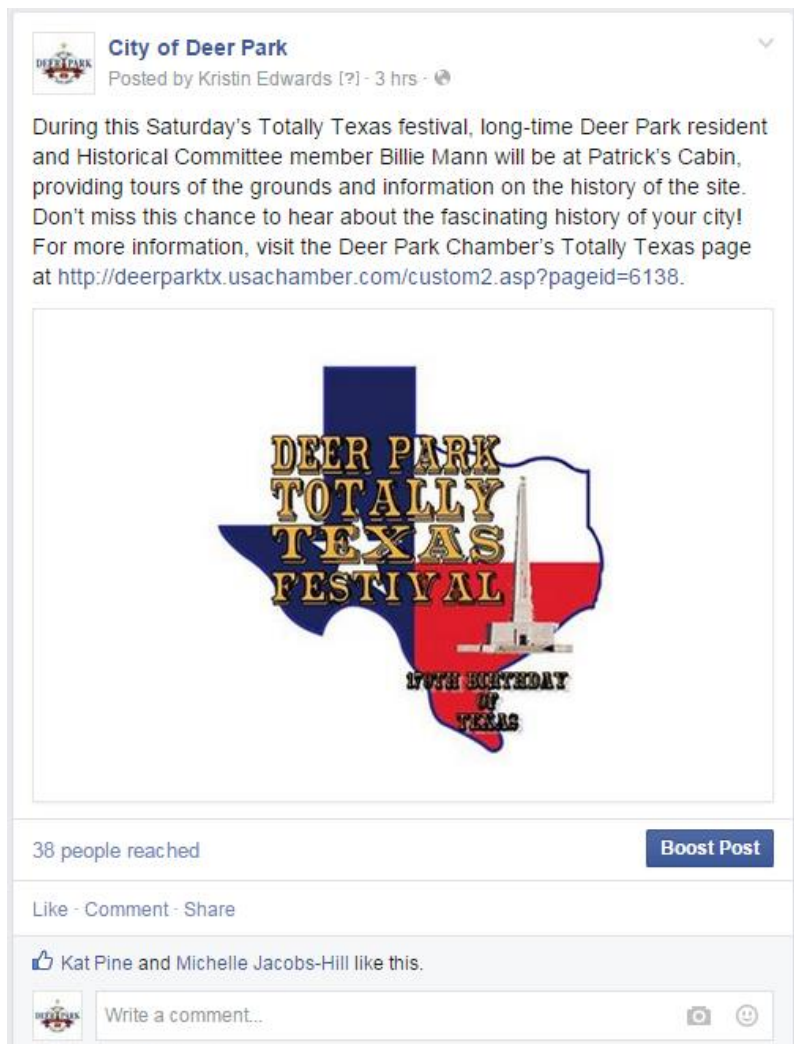 City of Deer Park
Posted by Kristin Edwards [?] · 3 hrs ·
During this Saturday's Totally Texas festival, long-time Deer Park resident
and Historical Committee member Billie Mann will be at Patrick's Cabin,
providing tours of the grounds and information on the history of the site.
Don't miss this chance to hear about the fascinating history of your city!
For more information, visit the Deer Park Chamber's Totally Texas page
at http://deerparktx.usachamber.com/custom2.asp?pageid=6138.
DEER PARK
TOTALLY
TEXAS
FESTIVAL
179TH BIRTHDAY
OF
TEXAS
38 people reached
Boost Post
Like · Comment · Share
Kat Pine and Michelle Jacobs-Hill like this.
DEER PARK
Write a comment...